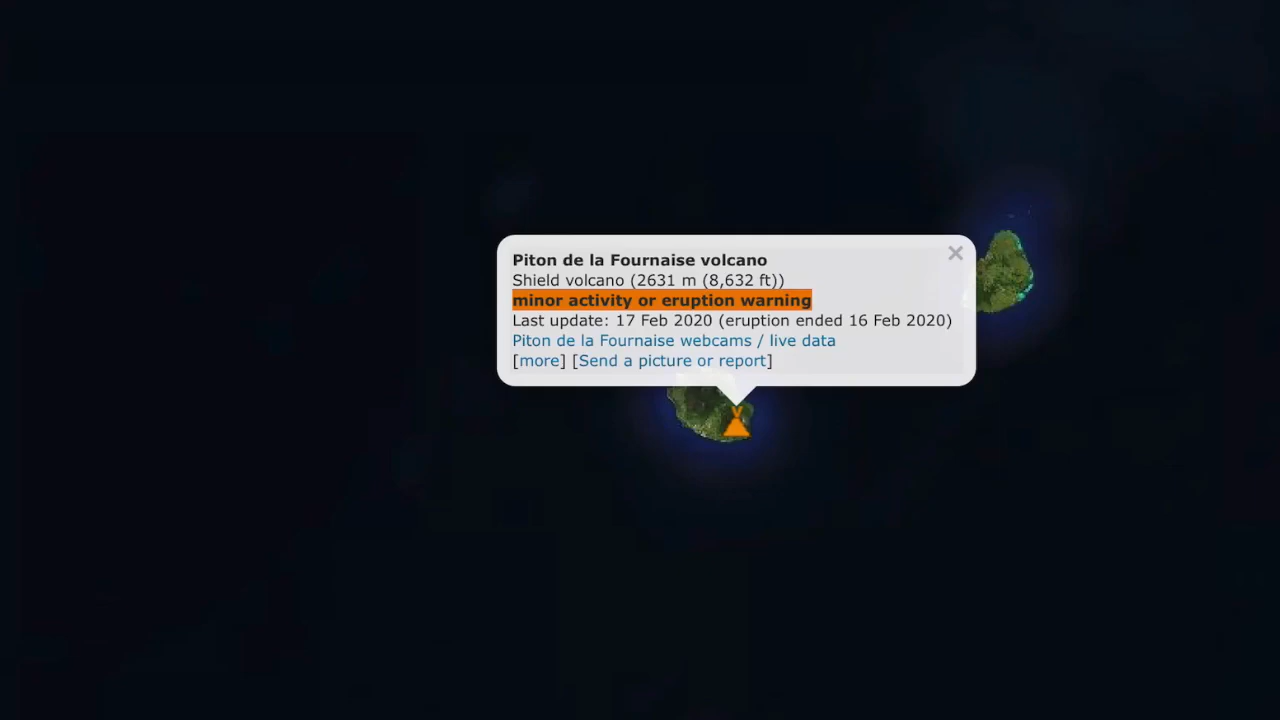 Piton de la Fournaise volcano
Shield volcano (2631 m (8,632 ft))
minor activity or eruption warning
Last update: 17 Feb 2020 (eruption ended 16 Feb 2020)
Piton de la Fournaise webcams / live data
[more] [Send a picture or report]